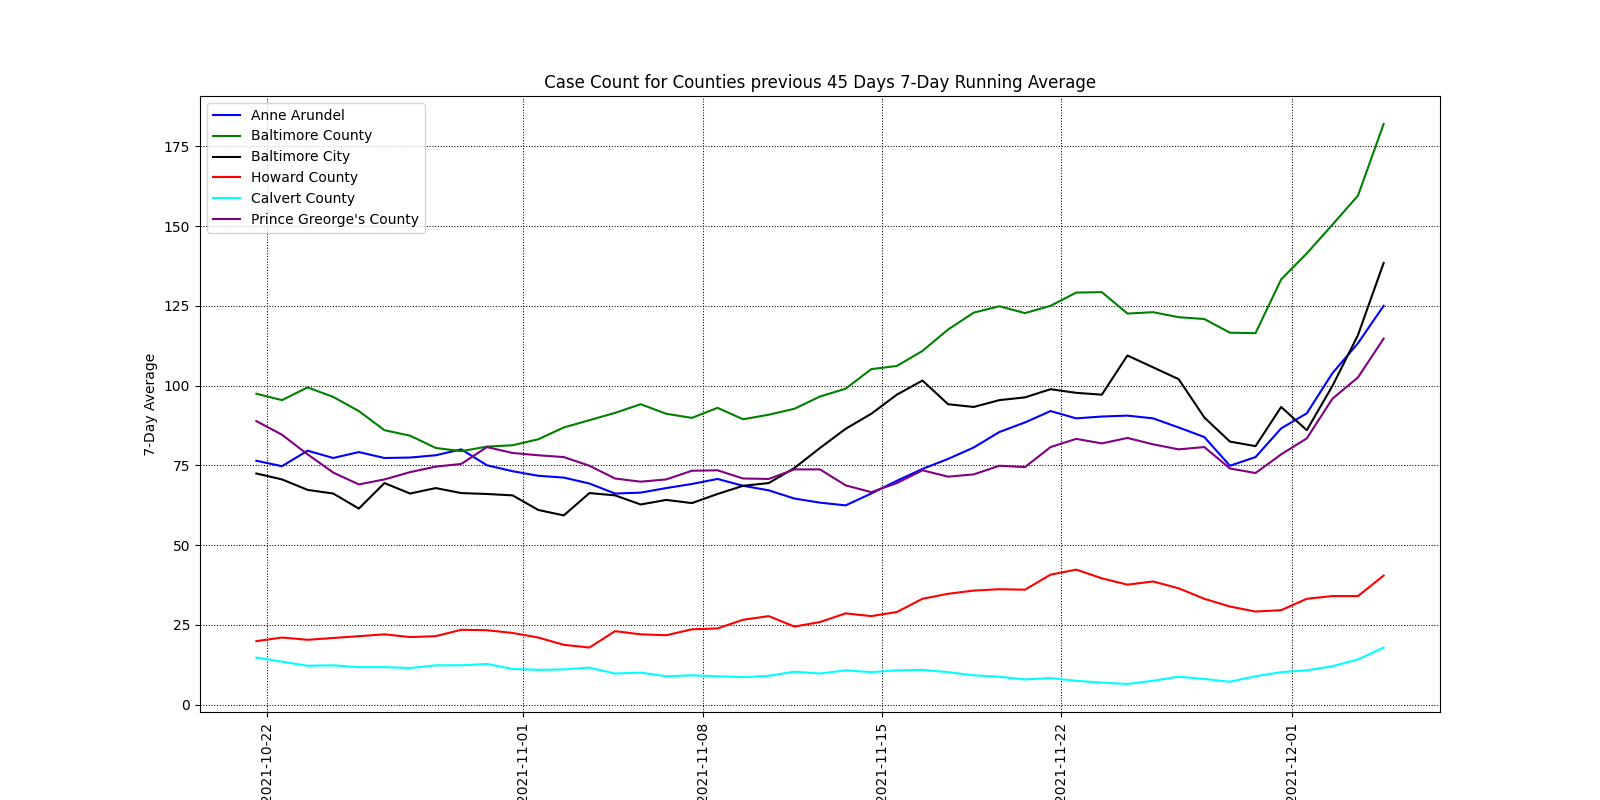 Case Count for Counties previous 45 Days 7-Day Running Average
Anne Arundel
Baltimore County
Baltimore City
Howard County
Calvert County
Prince Greorge's County
7-Day Average
175
150
125
100
75
50
25
0
2021-10-22
2021-11-01
2021-11-08
2021-11-15
2021-11-22
2021-12-01